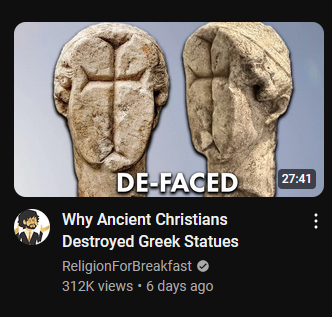 DE-FACED
27:41
Why Ancient Christians
Destroyed Greek Statues
ReligionForBreakfast
312K views • 6 days ago